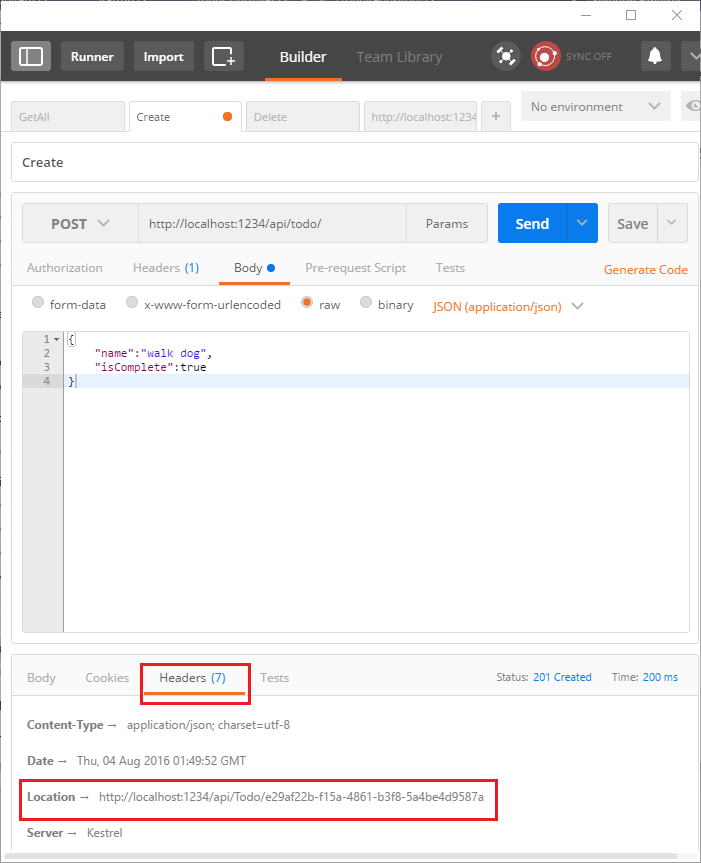 Runner Import Builder Team Library SYNC OFF
GetAll Create Delete http://localhost:1234 + No environment
Create
POST http://localhost:1234/api/todo/ Params Send Save
Authorization Headers (1) Body Pre-request Script Tests Generate Code
form-data x-www-form-urlencoded raw binary JSON (application/json)
1 {
2 "name":"walk dog",
3 "isComplete":true
4 }
Body Cookies Headers (7) Tests Status: 201 Created Time: 200 ms
Content-Type → application/json; charset=utf-8
Date → Thu, 04 Aug 2016 01:49:52 GMT
Location → http://localhost:1234/api/Todo/e29af22b-f15a-4861-b3f8-5a4be4d9587a
Server → Kestrel